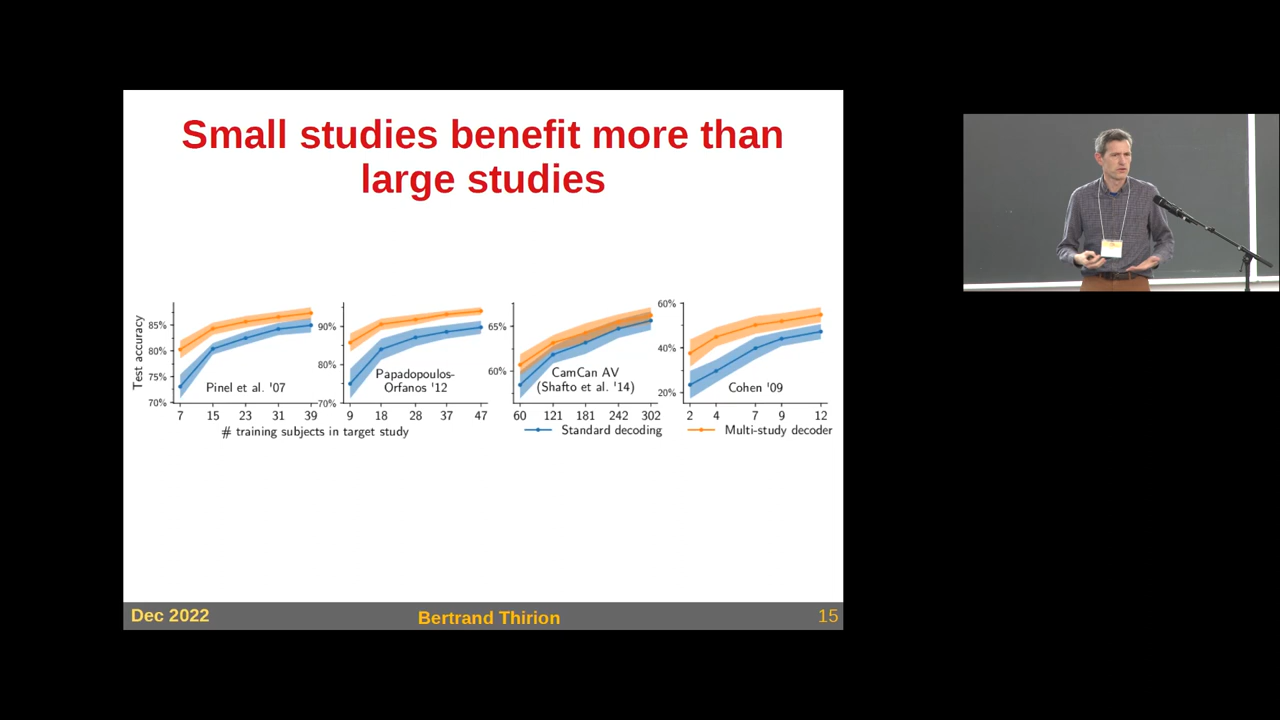 Small studies benefit more than
large studies
Test accuracy
85%
80%
75%
70%
Pinel et al. '07
7 15 23 31 39
90%
80%
70%
Papadopoulos-
Orfanos '12
9 18 28 37 47
65%
60%
CamCan AV
(Shafto et al. '14)
60 121 181 242 302
60%
40%
20%
Cohen '09
2 4 7 9 12
# training subjects in target study
Standard decoding
Multi-study decoder
Dec 2022
Bertrand Thirion
15